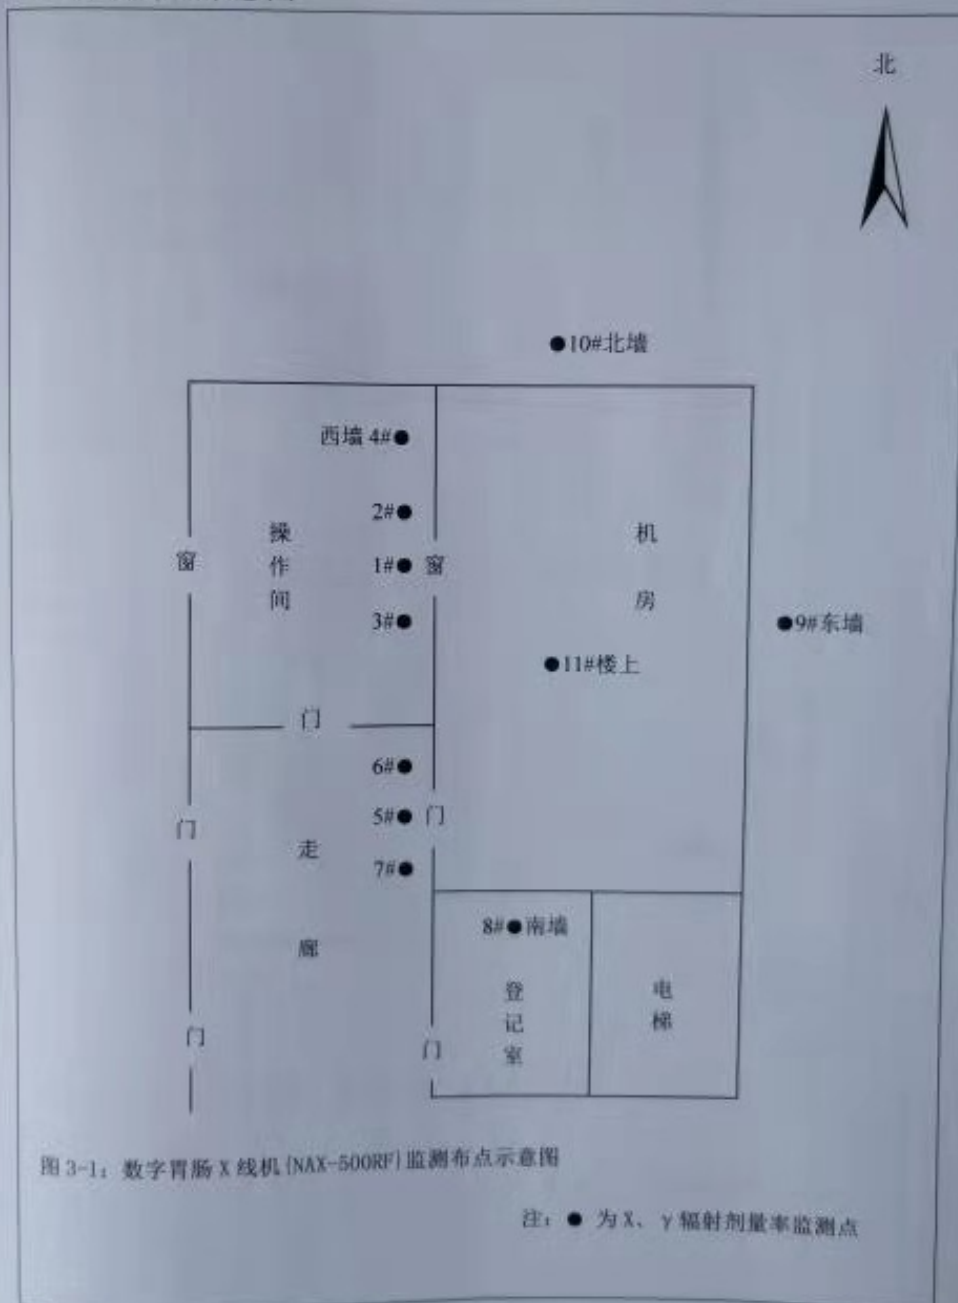 北
●10#北墙
西墙 4#●
2#●
操作间
机房
窗
1#●
窗
3#●
●9#东墙
●11#楼上
门
6#●
5#●
门
门
走廊
7#●
8#●南墙
登记室
电梯
门
门
图 3-1：数字胃肠 X 线机(NAX-500RF)监测布点示意图
注：● 为 X、γ 辐射剂量率监测点